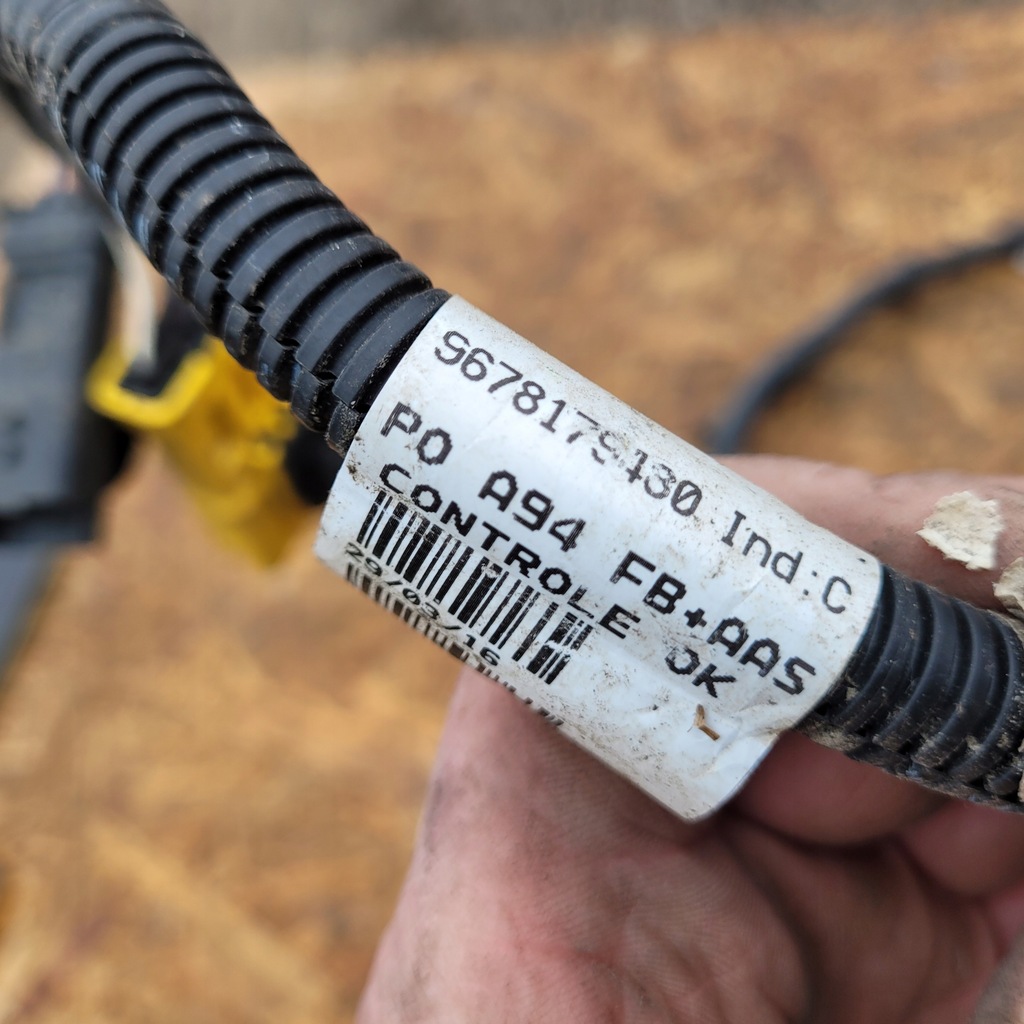 9678179430 Ind.:C
PO A94 FB+AAS
CONTROLE OK
29/03/16